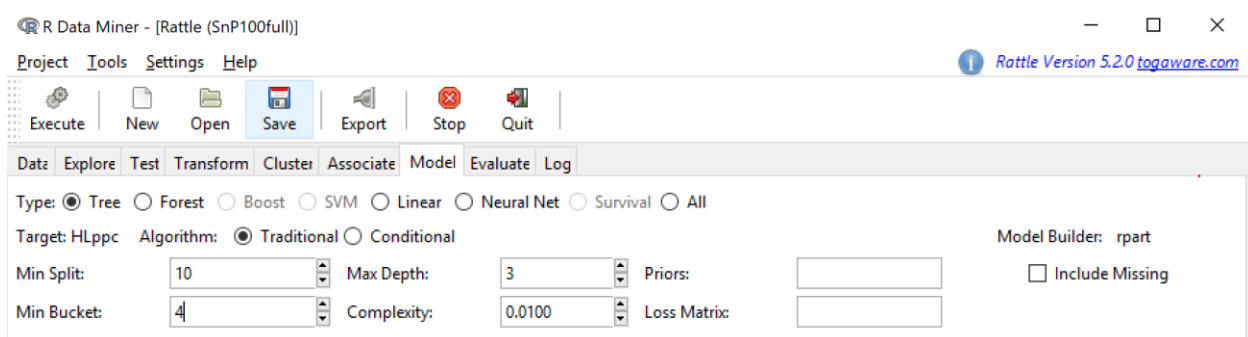 R Data Miner - [Rattle (SnP100full)]
Project Tools Settings Help
Rattle Version 5.2.0 togaware.com
Execute New Open Save Export Stop Quit
Data Explore Test Transform Cluster Associate Model Evaluate Log
Type: Tree Forest Boost SVM Linear Neural Net Survival All
Target: HLppc Algorithm: Traditional Conditional Model Builder: rpart
Min Split: 10 Max Depth: 3 Priors: Include Missing
Min Bucket: 4 Complexity: 0.0100 Loss Matrix: